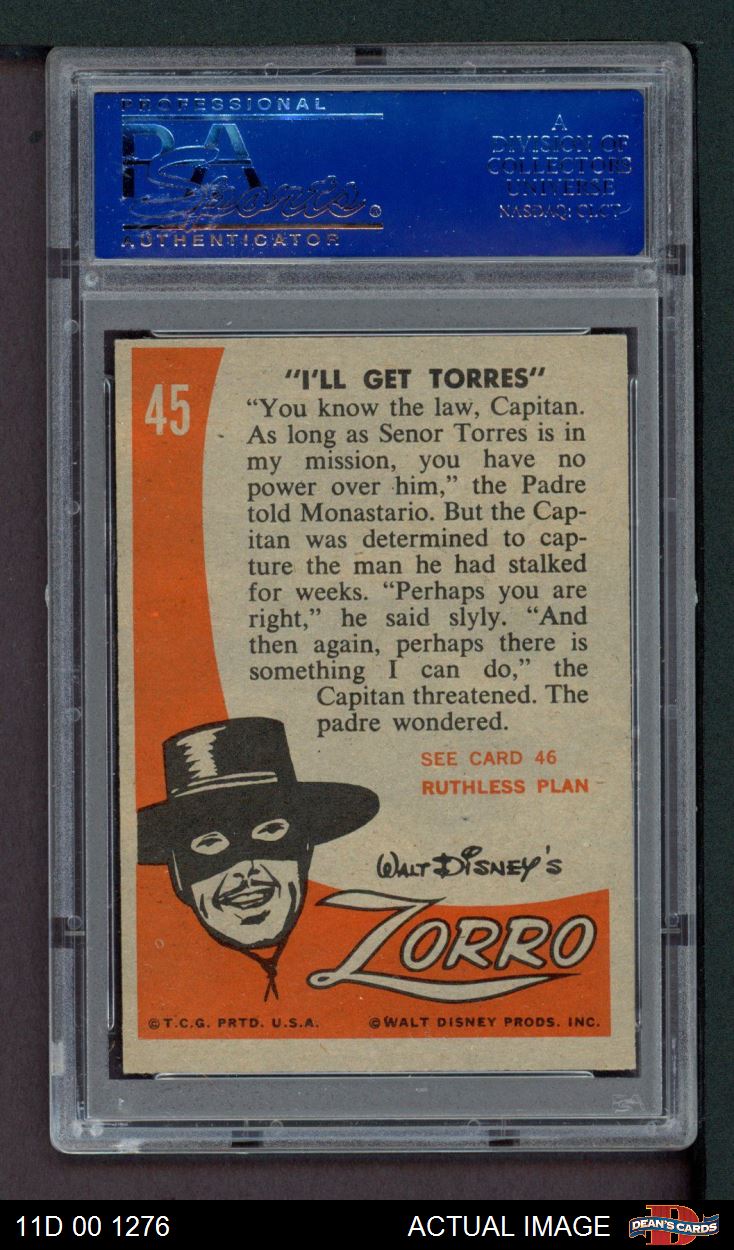 PROFESSIONAL
PSA
Sports®
AUTHENTICATOR
A
DIVISION OF
COLLECTORS
UNIVERSE
NASDAQ: CLCT
45
"I'LL GET TORRES"
"You know the law, Capitan.
As long as Senor Torres is in
my mission, you have no
power over him," the Padre
told Monastario. But the Cap-
itan was determined to cap-
ture the man he had stalked
for weeks. "Perhaps you are
right," he said slyly. "And
then again, perhaps there is
something I can do," the
Capitan threatened. The
padre wondered.
SEE CARD 46
RUTHLESS PLAN
WALT DISNEY'S
ZORRO
©T.C.G. PRTD. U.S.A.
©WALT DISNEY PRODS. INC.
PSA
11D 00 1276
ACTUAL IMAGE
D
DEAN'S CARDS